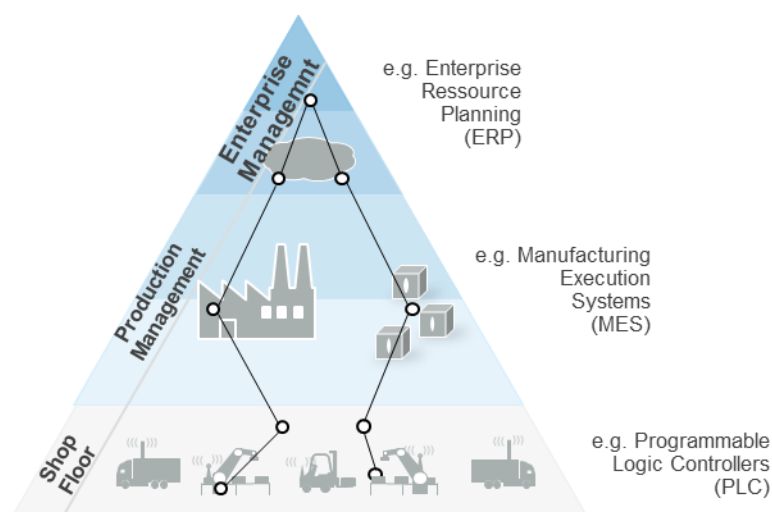 Enterprise
Managemnt
e.g. Enterprise
Ressource
Planning
(ERP)
Production
Management
e.g. Manufacturing
Execution
Systems
(MES)
Shop
Floor
e.g. Programmable
Logic Controllers
(PLC)